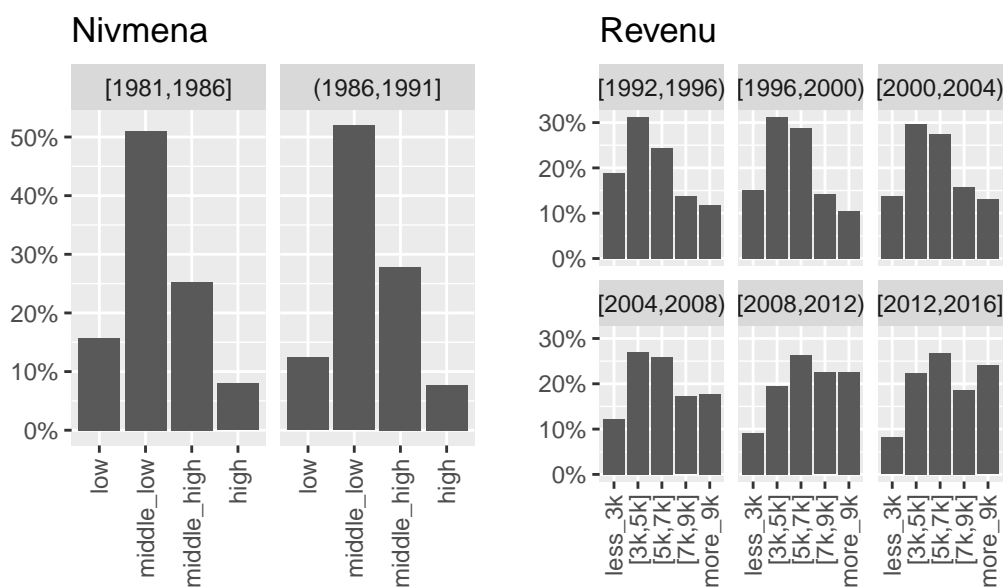 Nivmena
[1981,1986]
(1986,1991]
50%
40%
30%
20%
10%
0%
low
middle_low
middle_high
high
low
middle_low
middle_high
high
Revenu
[1992,1996)
[1996,2000)
[2000,2004)
30%
20%
10%
0%
[2004,2008)
[2008,2012)
[2012,2016]
30%
20%
10%
0%
less_3k
[3k,5k]
[5k,7k]
[7k,9k]
more_9k
less_3k
[3k,5k]
[5k,7k]
[7k,9k]
more_9k
less_3k
[3k,5k]
[5k,7k]
[7k,9k]
more_9k